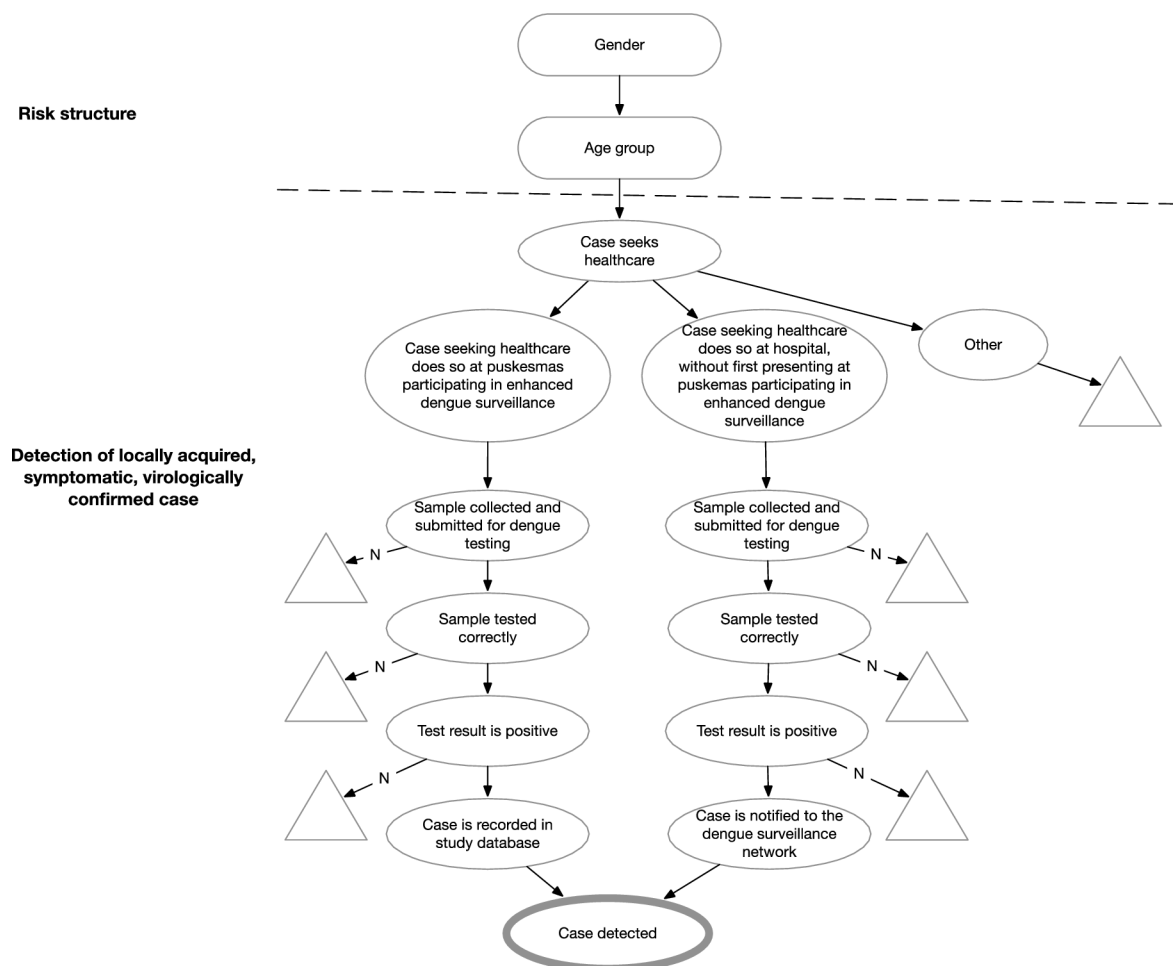 Gender
Risk structure
Age group
Case seeks
healthcare
Case seeking healthcare
does so at puskesmas
participating in enhanced
dengue surveillance
Case seeking healthcare
does so at hospital,
without first presenting at
puskemas participating in
enhanced dengue
surveillance
Other
Detection of locally acquired,
symptomatic, virologically
confirmed case
Sample collected and
submitted for dengue
testing
Sample collected and
submitted for dengue
testing
N
N
Sample tested
correctly
Sample tested
correctly
N
N
Test result is positive
Test result is positive
N
N
Case is recorded in
study database
Case is notified to the
dengue surveillance
network
Case detected